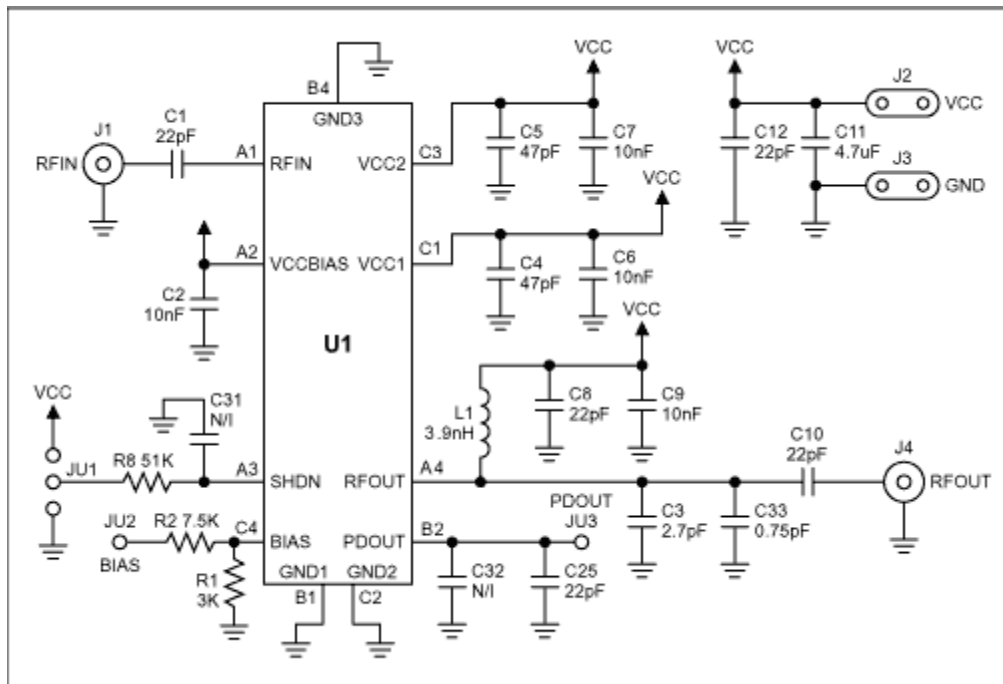 VCC
VCC
J2
VCC
B4
GND3
C1
22pF
J1
RFIN
A1
RFIN
VCC2
C3
C5
47pF
C7
10nF
C12
22pF
C11
4.7uF
J3
GND
VCC
A2
VCCBIAS
VCC1
C1
C4
47pF
C6
10nF
C2
10nF
U1
VCC
VCC
C31
N/I
L1
3.9nH
C8
22pF
C9
10nF
C10
22pF
J4
RFOUT
JU1
R8 51K
A3
SHDN
RFOUT
A4
PDOUT
JU3
C3
2.7pF
C33
0.75pF
JU2
BIAS
R2 7.5K
C4
BIAS
PDOUT
B2
R1
3K
GND1
GND2
B1
C2
C32
N/I
C25
22pF